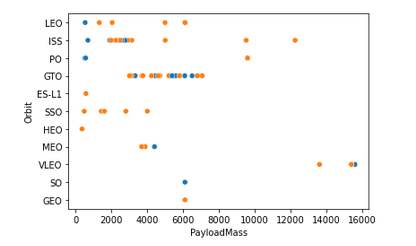 LEO
ISS
PO
GTO
ES-L1
SSO
HEO
MEO
VLEO
SO
GEO
Orbit
0 2000 4000 6000 8000 10000 12000 14000 16000
PayloadMass